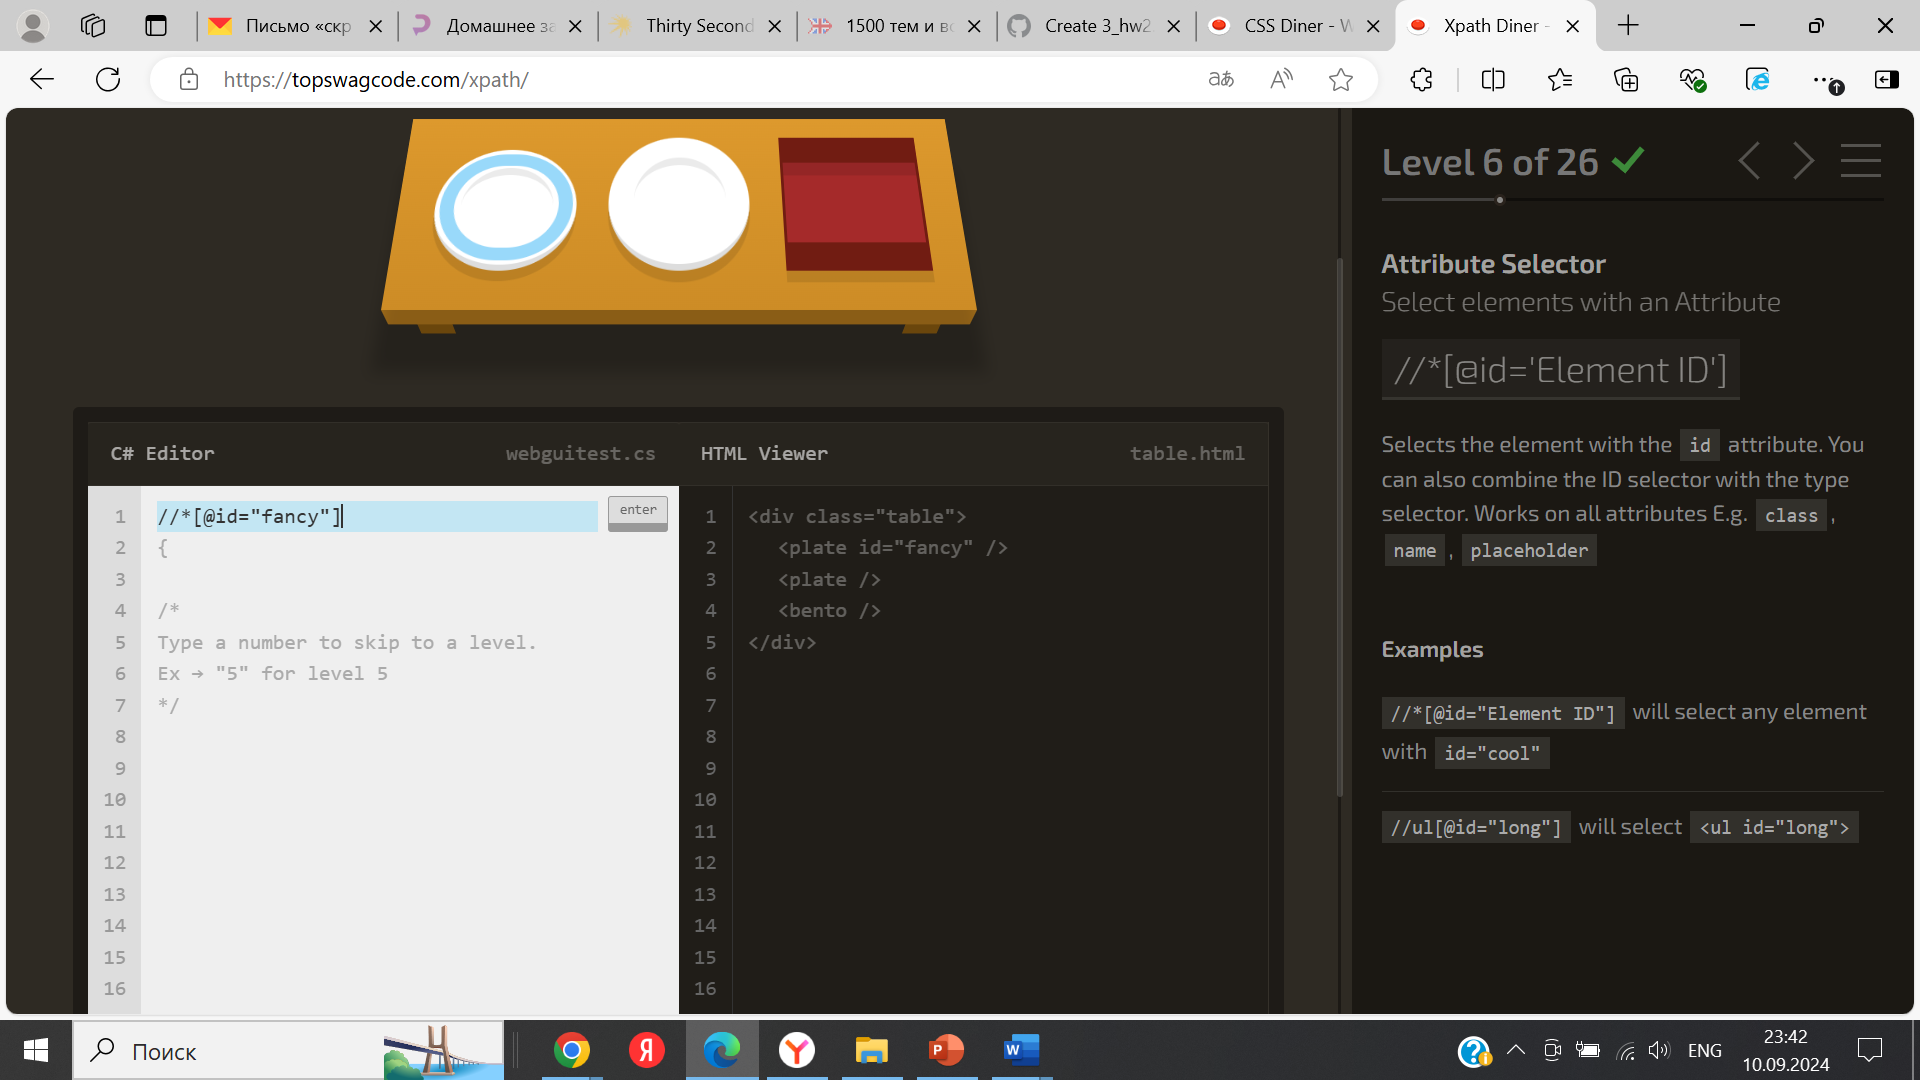 Письмо «скр
Домашнее за
Thirty Second
1500 тем и во
Create 3_hw2
CSS Diner - W
Xpath Diner -
https://topswagcode.com/xpath/
Level 6 of 26
Attribute Selector
Select elements with an Attribute
//*[@id='Element ID']
Selects the element with the id attribute. You
can also combine the ID selector with the type
selector. Works on all attributes E.g. class ,
name , placeholder
Examples
//*[@id="Element ID"] will select any element
with id="cool"
//ul[@id="long"] will select <ul id="long">
C# Editor webguitest.cs
1 //*[@id="fancy"] enter
2 {
3
4 /*
5 Type a number to skip to a level.
6 Ex → "5" for level 5
7 */
8
9
10
11
12
13
14
15
16
HTML Viewer table.html
1 <div class="table">
2 <plate id="fancy" />
3 <plate />
4 <bento />
5 </div>
6
7
8
9
10
11
12
13
14
15
16
Поиск
ENG
23:42
10.09.2024